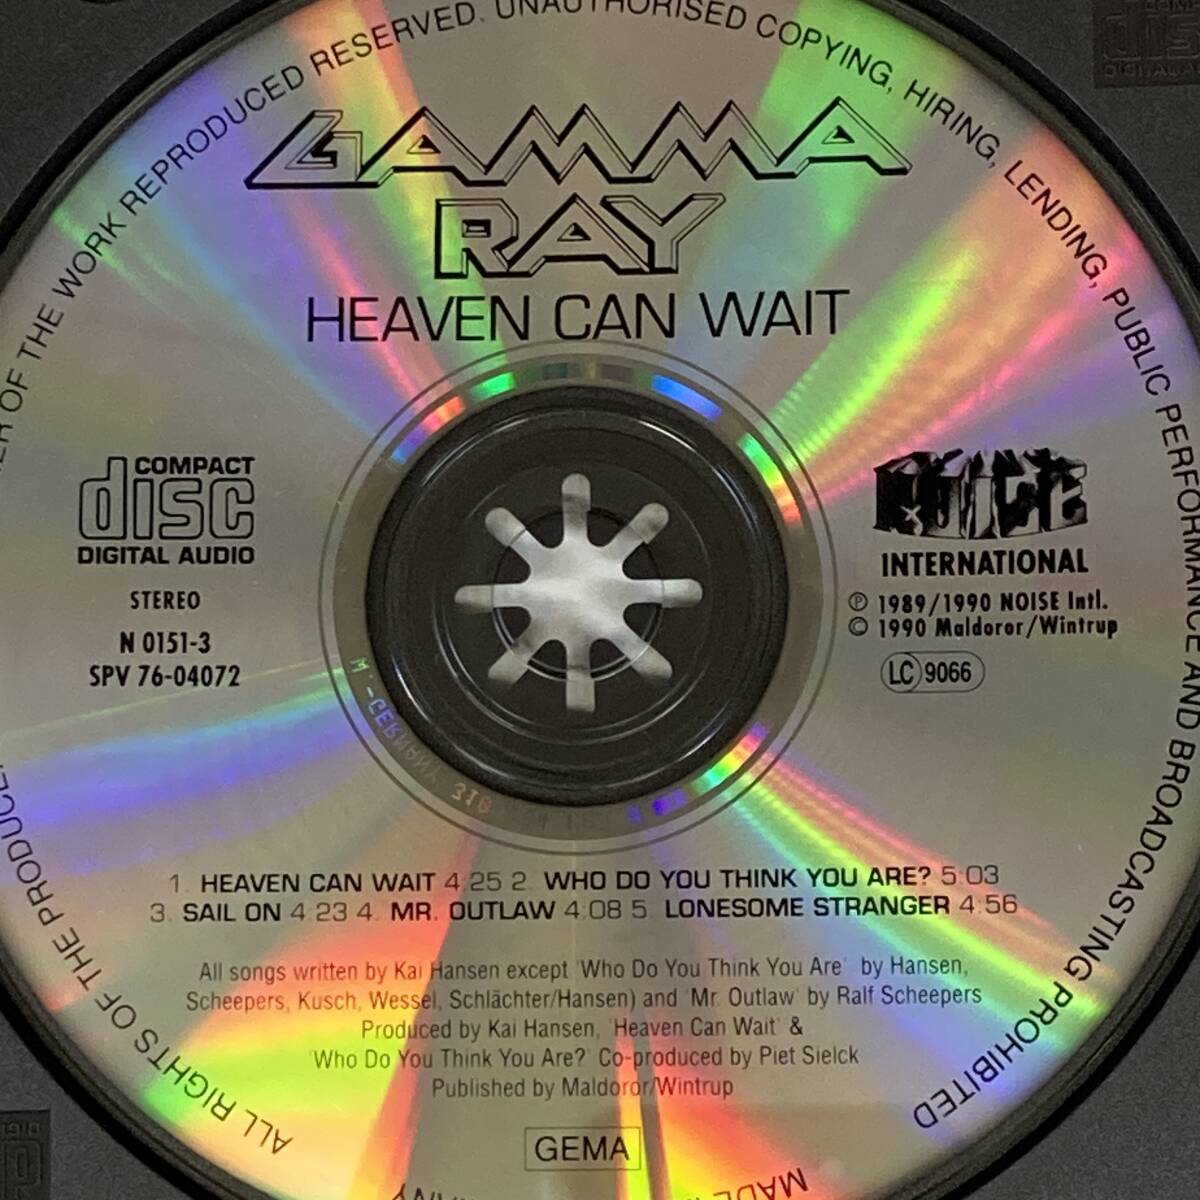 GAMMA
RAY
HEAVEN CAN WAIT
COMPACT
disc
DIGITAL AUDIO
STEREO
N 0151-3
SPV 76-04072
NOISE
INTERNATIONAL
℗ 1989/1990 NOISE Intl.
© 1990 Maldoror/Wintrup
LC 9066
1. HEAVEN CAN WAIT 4:25 2. WHO DO YOU THINK YOU ARE? 5:03
3. SAIL ON 4:23 4. MR. OUTLAW 4:08 5. LONESOME STRANGER 4:56
All songs written by Kai Hansen except 'Who Do You Think You Are' by Hansen,
Scheepers, Kusch, Wessel, Schlächter/Hansen) and 'Mr. Outlaw' by Ralf Scheepers
Produced by Kai Hansen, 'Heaven Can Wait' &
'Who Do You Think You Are?' Co-produced by Piet Sielck
Published by Maldoror/Wintrup
GEMA
ALL RIGHTS OF THE PRODUCE
OF THE WORK REPRODUCED RESERVED. UNAUTHORISED COPYING, HIRING, LENDING, PUBLIC PERFORMANCE AND BROADCASTING PROHIBITED
MADE